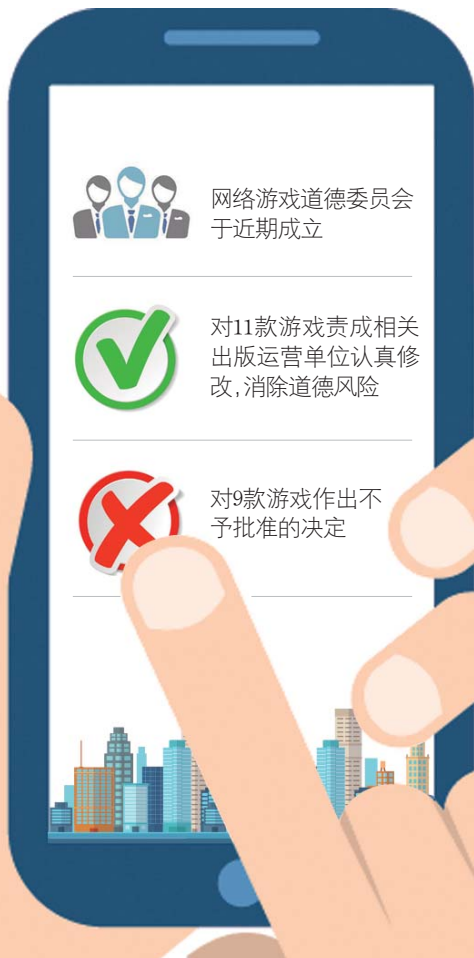 网络游戏道德委员会
于近期成立
对11款游戏责成相关
出版运营单位认真修
改,消除道德风险
对9款游戏作出不
予批准的决定